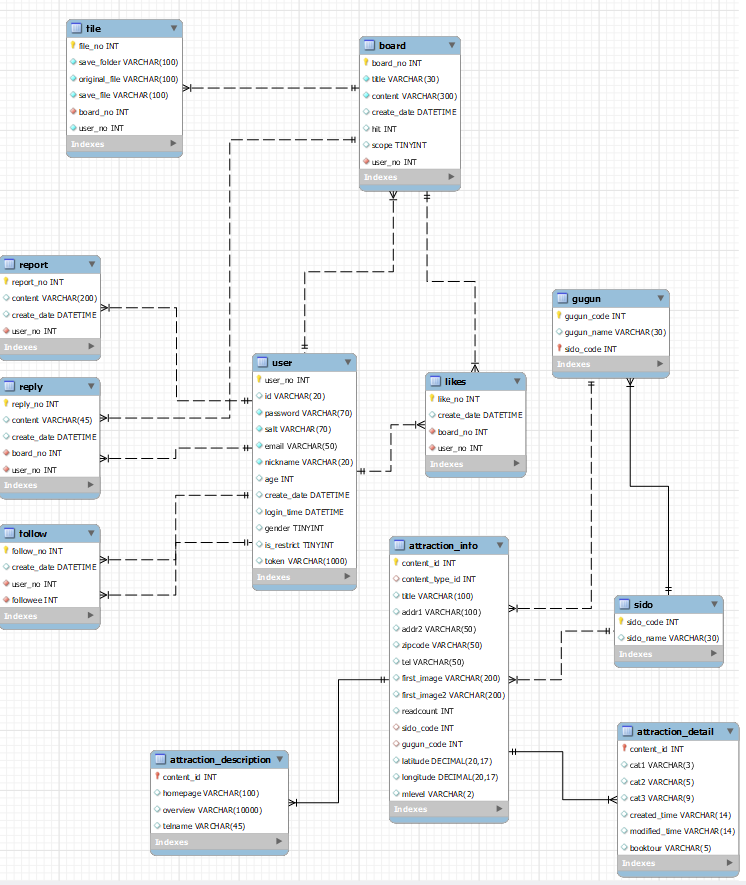 file
file_no INT
save_folder VARCHAR(100)
original_file VARCHAR(100)
save_file VARCHAR(100)
board_no INT
user_no INT
Indexes
board
board_no INT
title VARCHAR(30)
content VARCHAR(300)
create_date DATETIME
hit INT
scope TINYINT
user_no INT
Indexes
report
report_no INT
content VARCHAR(200)
create_date DATETIME
user_no INT
Indexes
reply
reply_no INT
content VARCHAR(45)
create_date DATETIME
board_no INT
user_no INT
Indexes
follow
follow_no INT
create_date DATETIME
user_no INT
followee INT
Indexes
user
user_no INT
id VARCHAR(20)
password VARCHAR(70)
salt VARCHAR(70)
email VARCHAR(50)
nickname VARCHAR(20)
age INT
create_date DATETIME
login_time DATETIME
gender TINYINT
is_restrict TINYINT
token VARCHAR(1000)
Indexes
likes
like_no INT
create_date DATETIME
board_no INT
user_no INT
Indexes
gugun
gugun_code INT
gugun_name VARCHAR(30)
sido_code INT
Indexes
attraction_info
content_id INT
content_type_id INT
title VARCHAR(100)
addr1 VARCHAR(100)
addr2 VARCHAR(50)
zipcode VARCHAR(50)
tel VARCHAR(50)
first_image VARCHAR(200)
first_image2 VARCHAR(200)
readcount INT
sido_code INT
gugun_code INT
latitude DECIMAL(20,17)
longitude DECIMAL(20,17)
mlevel VARCHAR(2)
Indexes
sido
sido_code INT
sido_name VARCHAR(30)
Indexes
attraction_description
content_id INT
homepage VARCHAR(100)
overview VARCHAR(10000)
telname VARCHAR(45)
Indexes
attraction_detail
content_id INT
cat1 VARCHAR(3)
cat2 VARCHAR(5)
cat3 VARCHAR(9)
created_time VARCHAR(14)
modified_time VARCHAR(14)
booktour VARCHAR(5)
Indexes